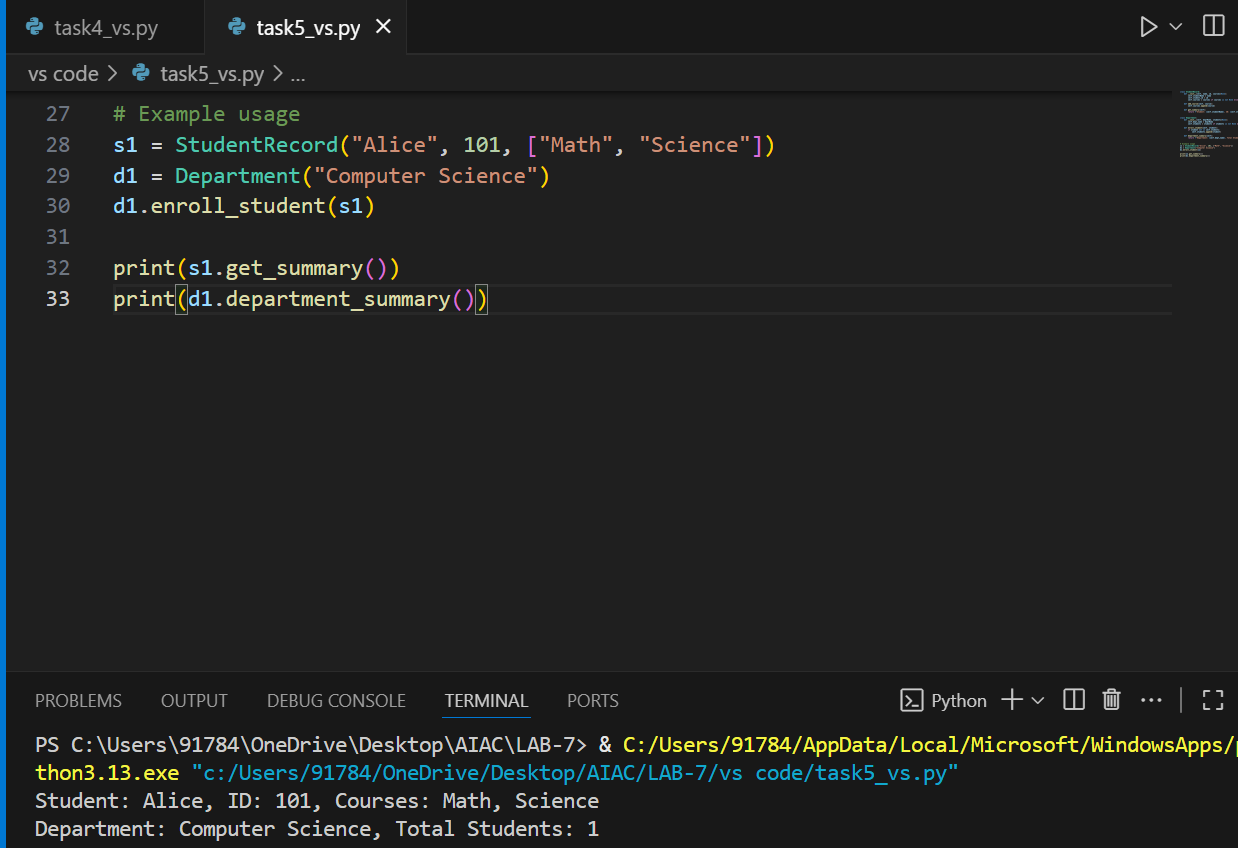 task4_vs.py task5_vs.py
vs code > task5_vs.py > ...
27 # Example usage
28 s1 = StudentRecord("Alice", 101, ["Math", "Science"])
29 d1 = Department("Computer Science")
30 d1.enroll_student(s1)
31
32 print(s1.get_summary())
33 print(d1.department_summary())
PROBLEMS OUTPUT DEBUG CONSOLE TERMINAL PORTS Python
PS C:\Users\91784\OneDrive\Desktop\AIAC\LAB-7> & C:/Users/91784/AppData/Local/Microsoft/WindowsApps/
thon3.13.exe "c:/Users/91784/OneDrive/Desktop/AIAC/LAB-7/vs code/task5_vs.py"
Student: Alice, ID: 101, Courses: Math, Science
Department: Computer Science, Total Students: 1